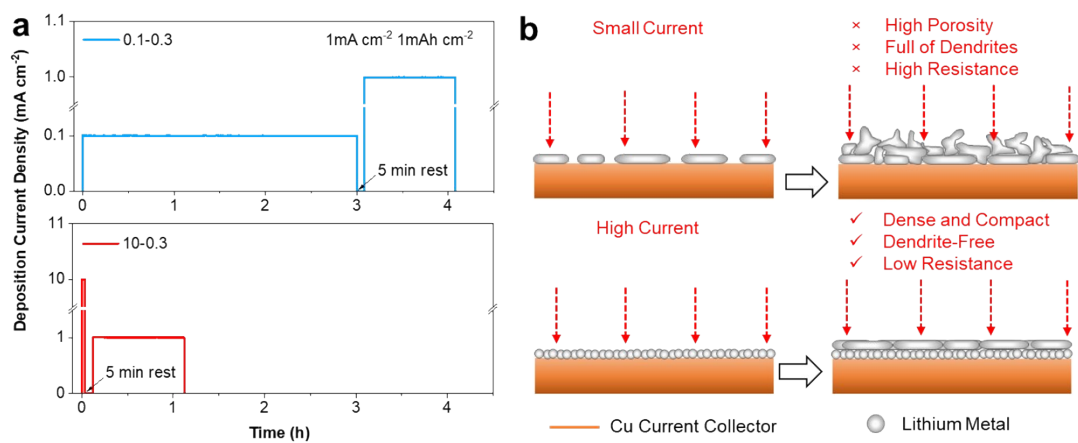 a
Deposition Current Density (mA cm⁻²)
1.1
1.0
0.1
0.0
0.1-0.3
1mA cm⁻² 1mAh cm⁻²
5 min rest
0
1
2
3
4
11
10
1
0
10-0.3
5 min rest
0
1
2
3
4
Time (h)
b
Small Current
× High Porosity
× Full of Dendrites
× High Resistance
High Current
✓ Dense and Compact
✓ Dendrite-Free
✓ Low Resistance
Cu Current Collector
Lithium Metal